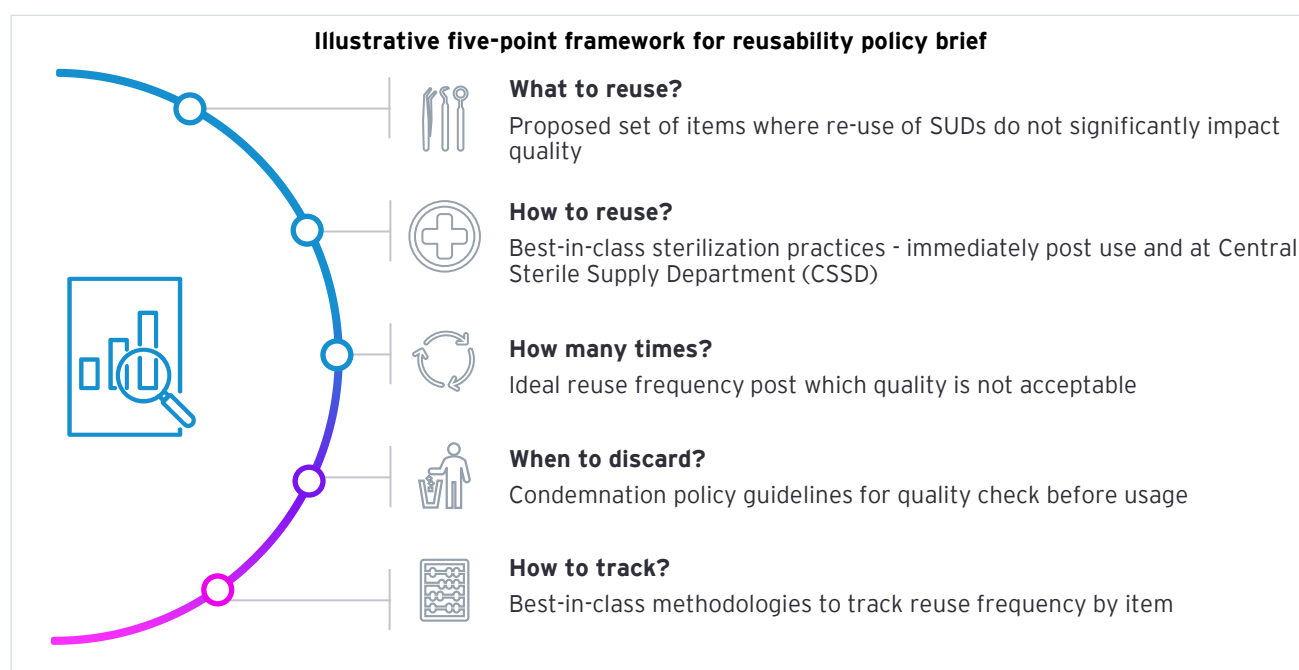 Illustrative five-point framework for reusability policy brief
What to reuse?
Proposed set of items where re-use of SUDs do not significantly impact
quality
How to reuse?
Best-in-class sterilization practices - immediately post use and at Central
Sterile Supply Department (CSSD)
How many times?
Ideal reuse frequency post which quality is not acceptable
When to discard?
Condemnation policy guidelines for quality check before usage
How to track?
Best-in-class methodologies to track reuse frequency by item